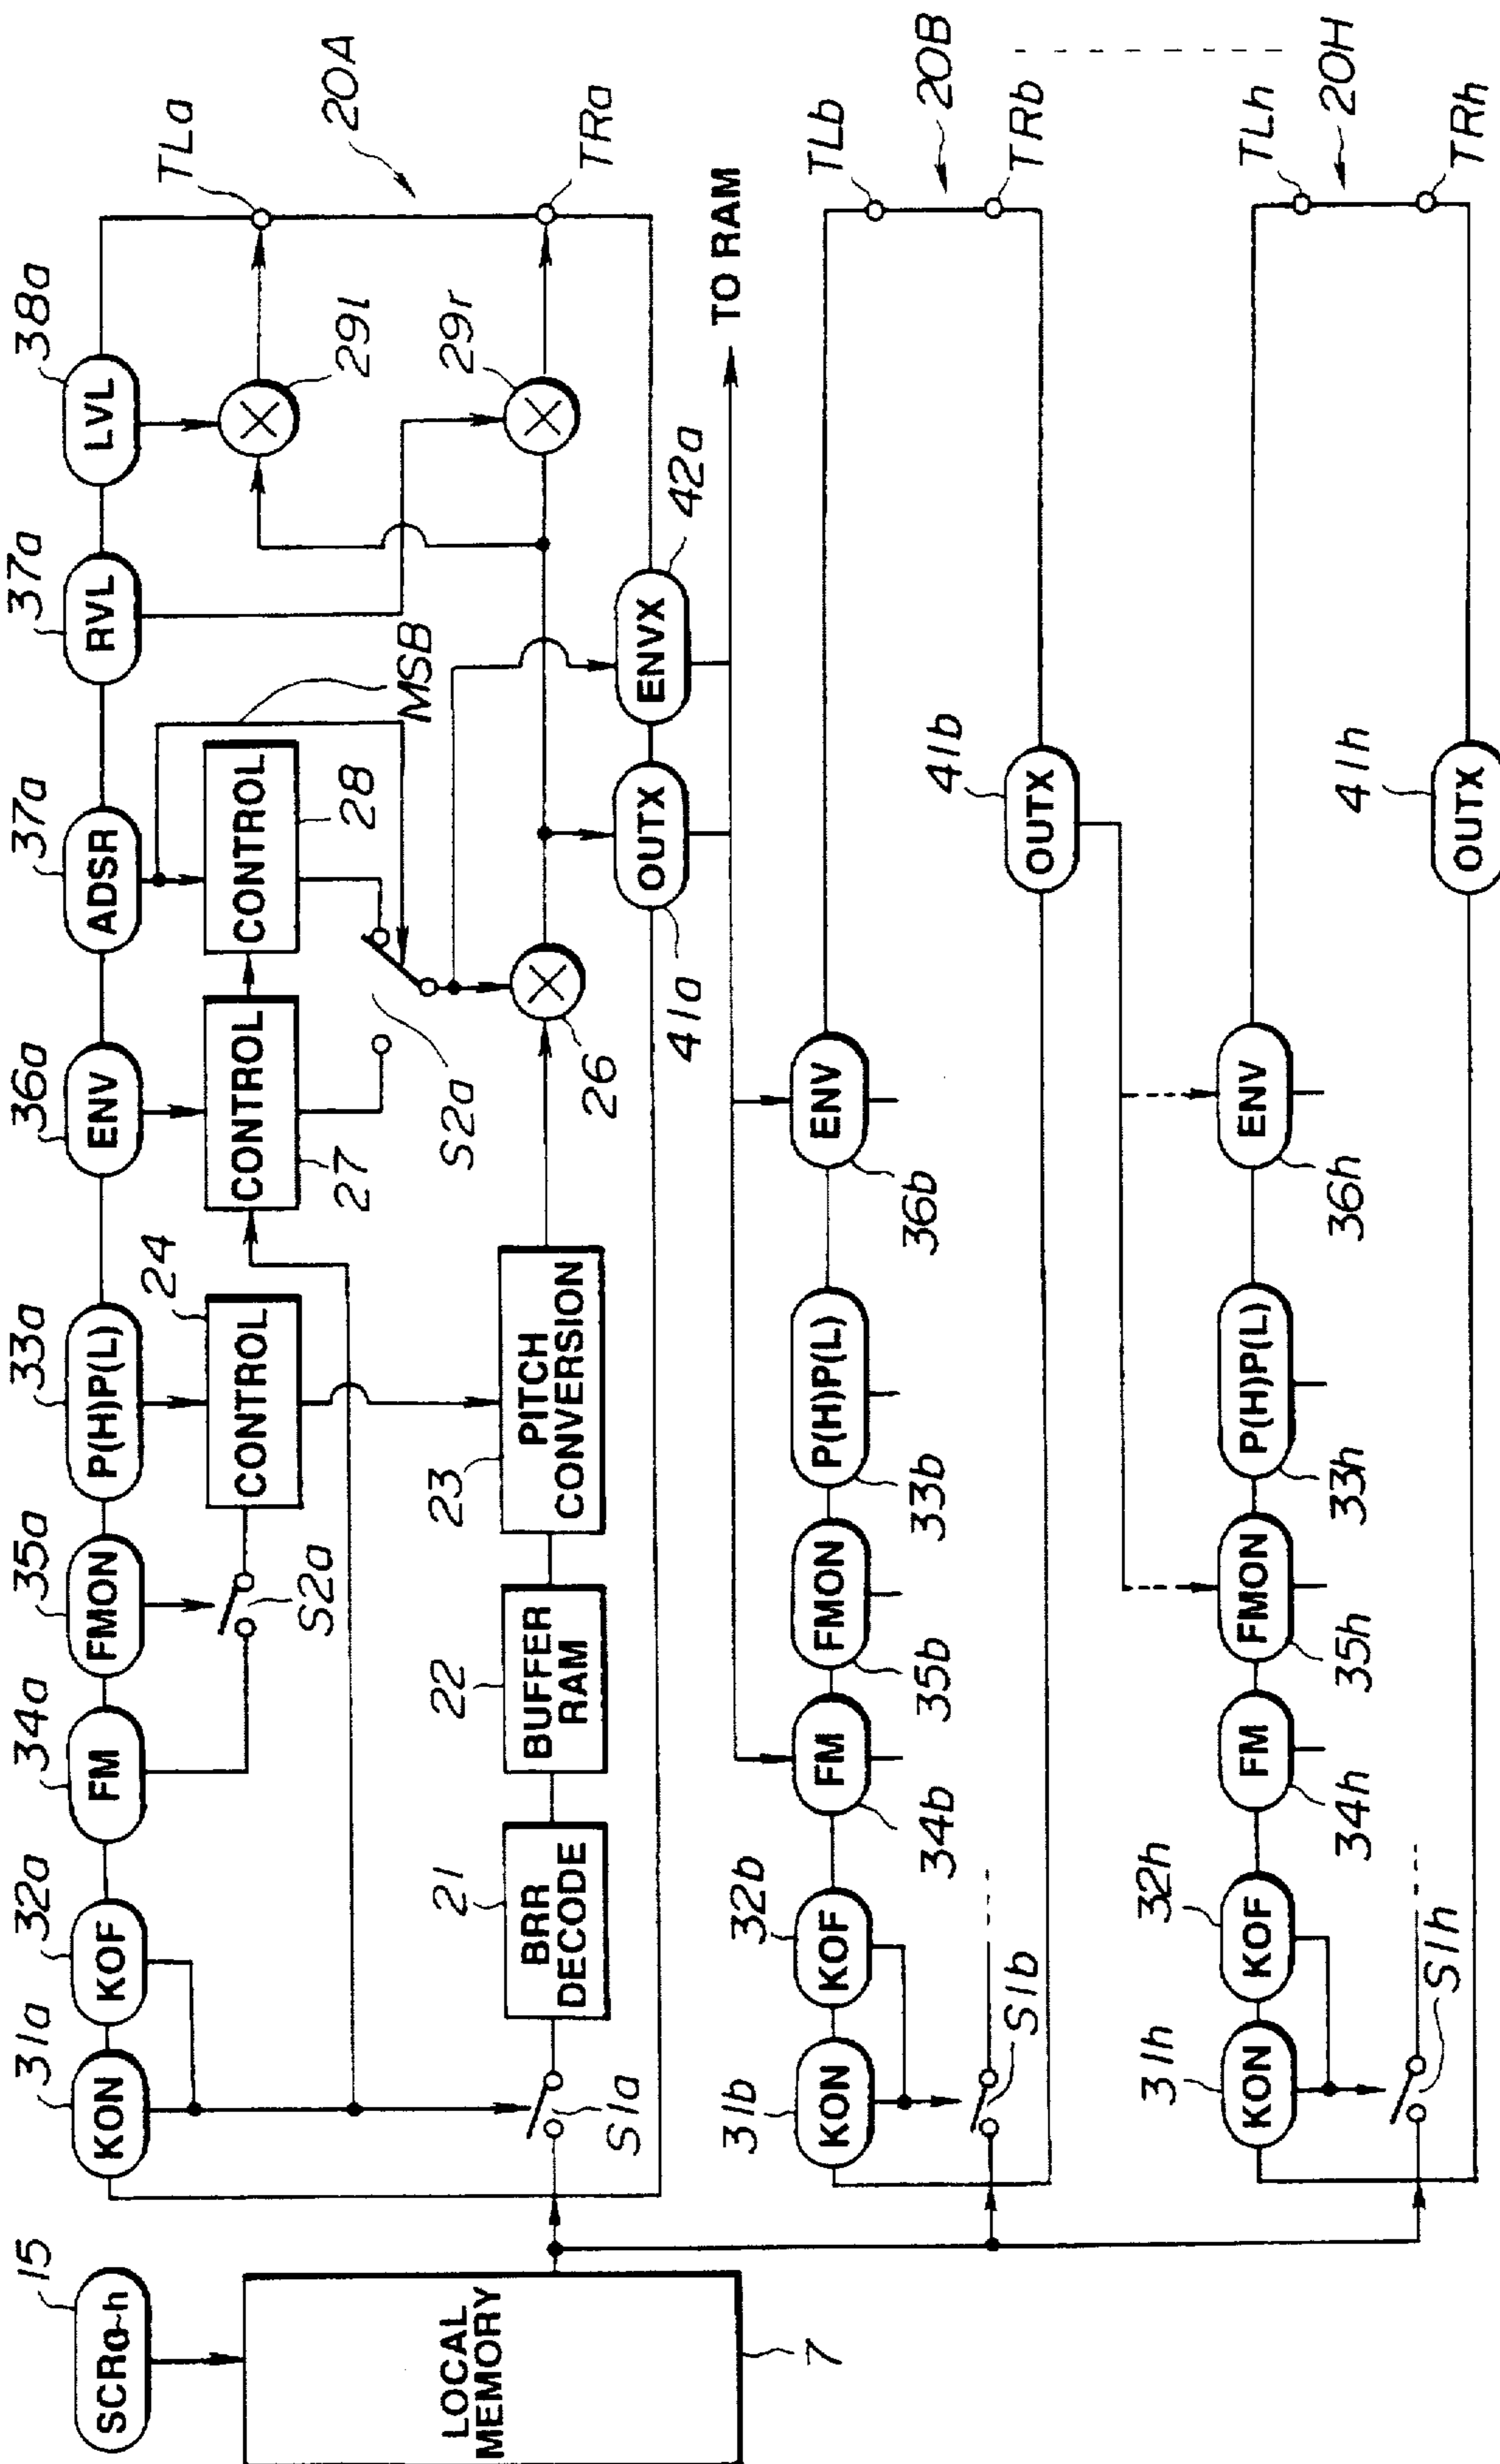 15
SCRa~h
LOCAL
MEMORY
7
31a
KON
32a
KOF
34a
FM
35a
FMON
33a
P(H)P(L)
36a
ENV
37a
ADSR
37a
RVL
38a
LVL
S2a
24
CONTROL
CONTROL
27
CONTROL
28
MSB
29l
TLa
20A
S2a
S1a
21
BRR
DECODE
22
BUFFER
RAM
23
PITCH
CONVERSION
26
29r
TRa
41a
OUTX
ENVX
42a
TO RAM
31b
KON
32b
KOF
34b
FM
35b
FMON
33b
P(H)P(L)
36b
ENV
S1b
41b
OUTX
TLb
20B
TRb
31h
KON
32h
KOF
34h
FM
35h
FMON
33h
P(H)P(L)
36h
ENV
S1h
41h
OUTX
TLh
20H
TRh